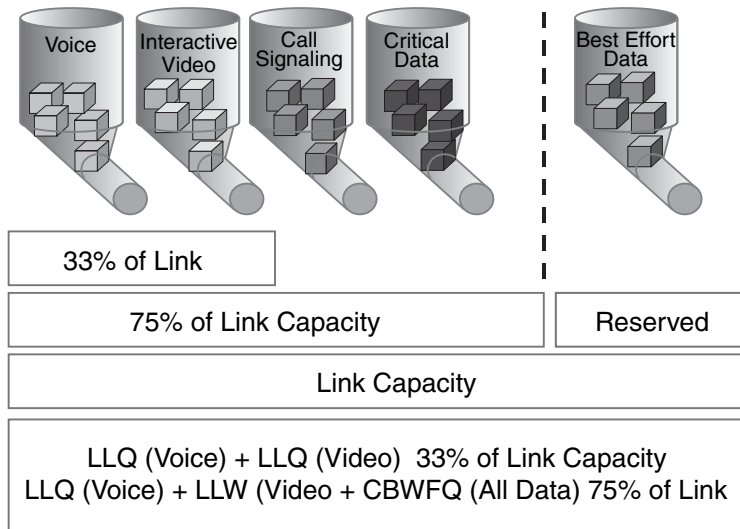 Voice
Interactive
Video
Call
Signaling
Critical
Data
Best Effort
Data
33% of Link
75% of Link Capacity
Reserved
Link Capacity
LLQ (Voice) + LLQ (Video)  33% of Link Capacity
LLQ (Voice) + LLW (Video + CBWFQ (All Data) 75% of Link